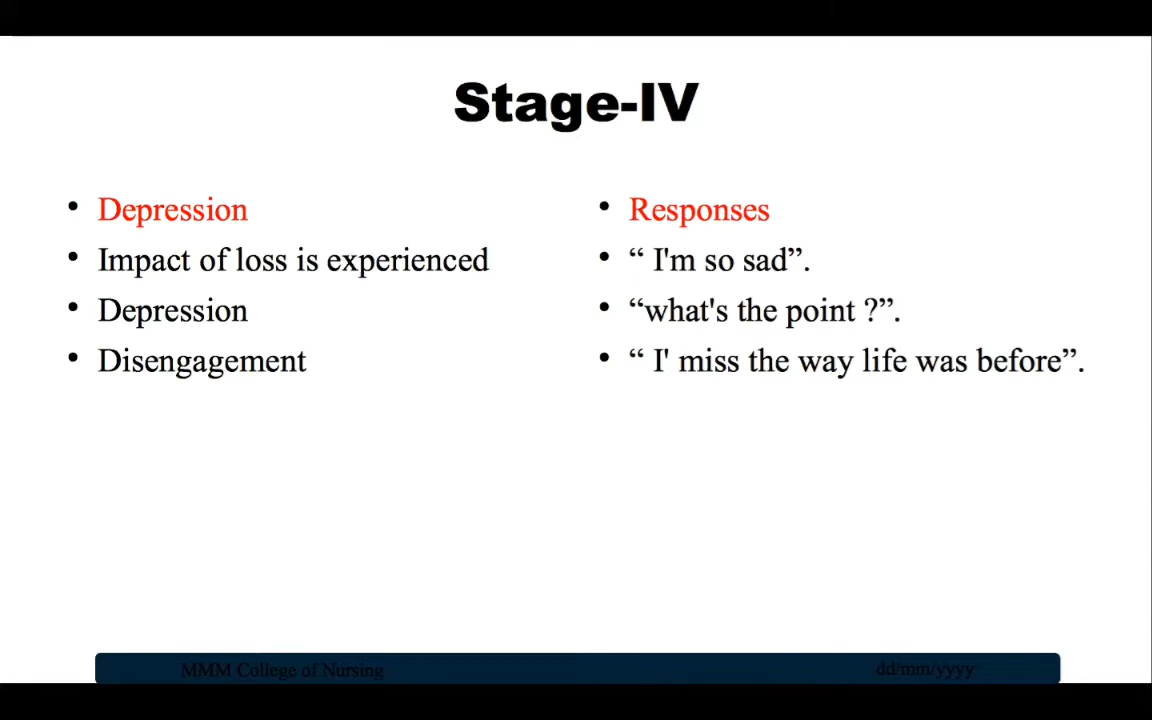 Stage-IV
• Depression
• Impact of loss is experienced
• Depression
• Disengagement
• Responses
• “ I'm so sad”.
• “what's the point ?”.
• “ I' miss the way life was before”.
MMM College of Nursing
dd/mm/yyyy